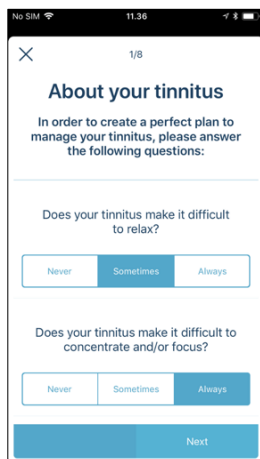 No SIM 11.36
1/8
About your tinnitus
In order to create a perfect plan to
manage your tinnitus, please answer
the following questions:
Does your tinnitus make it difficult
to relax?
Never Sometimes Always
Does your tinnitus make it difficult to
concentrate and/or focus?
Never Sometimes Always
Next